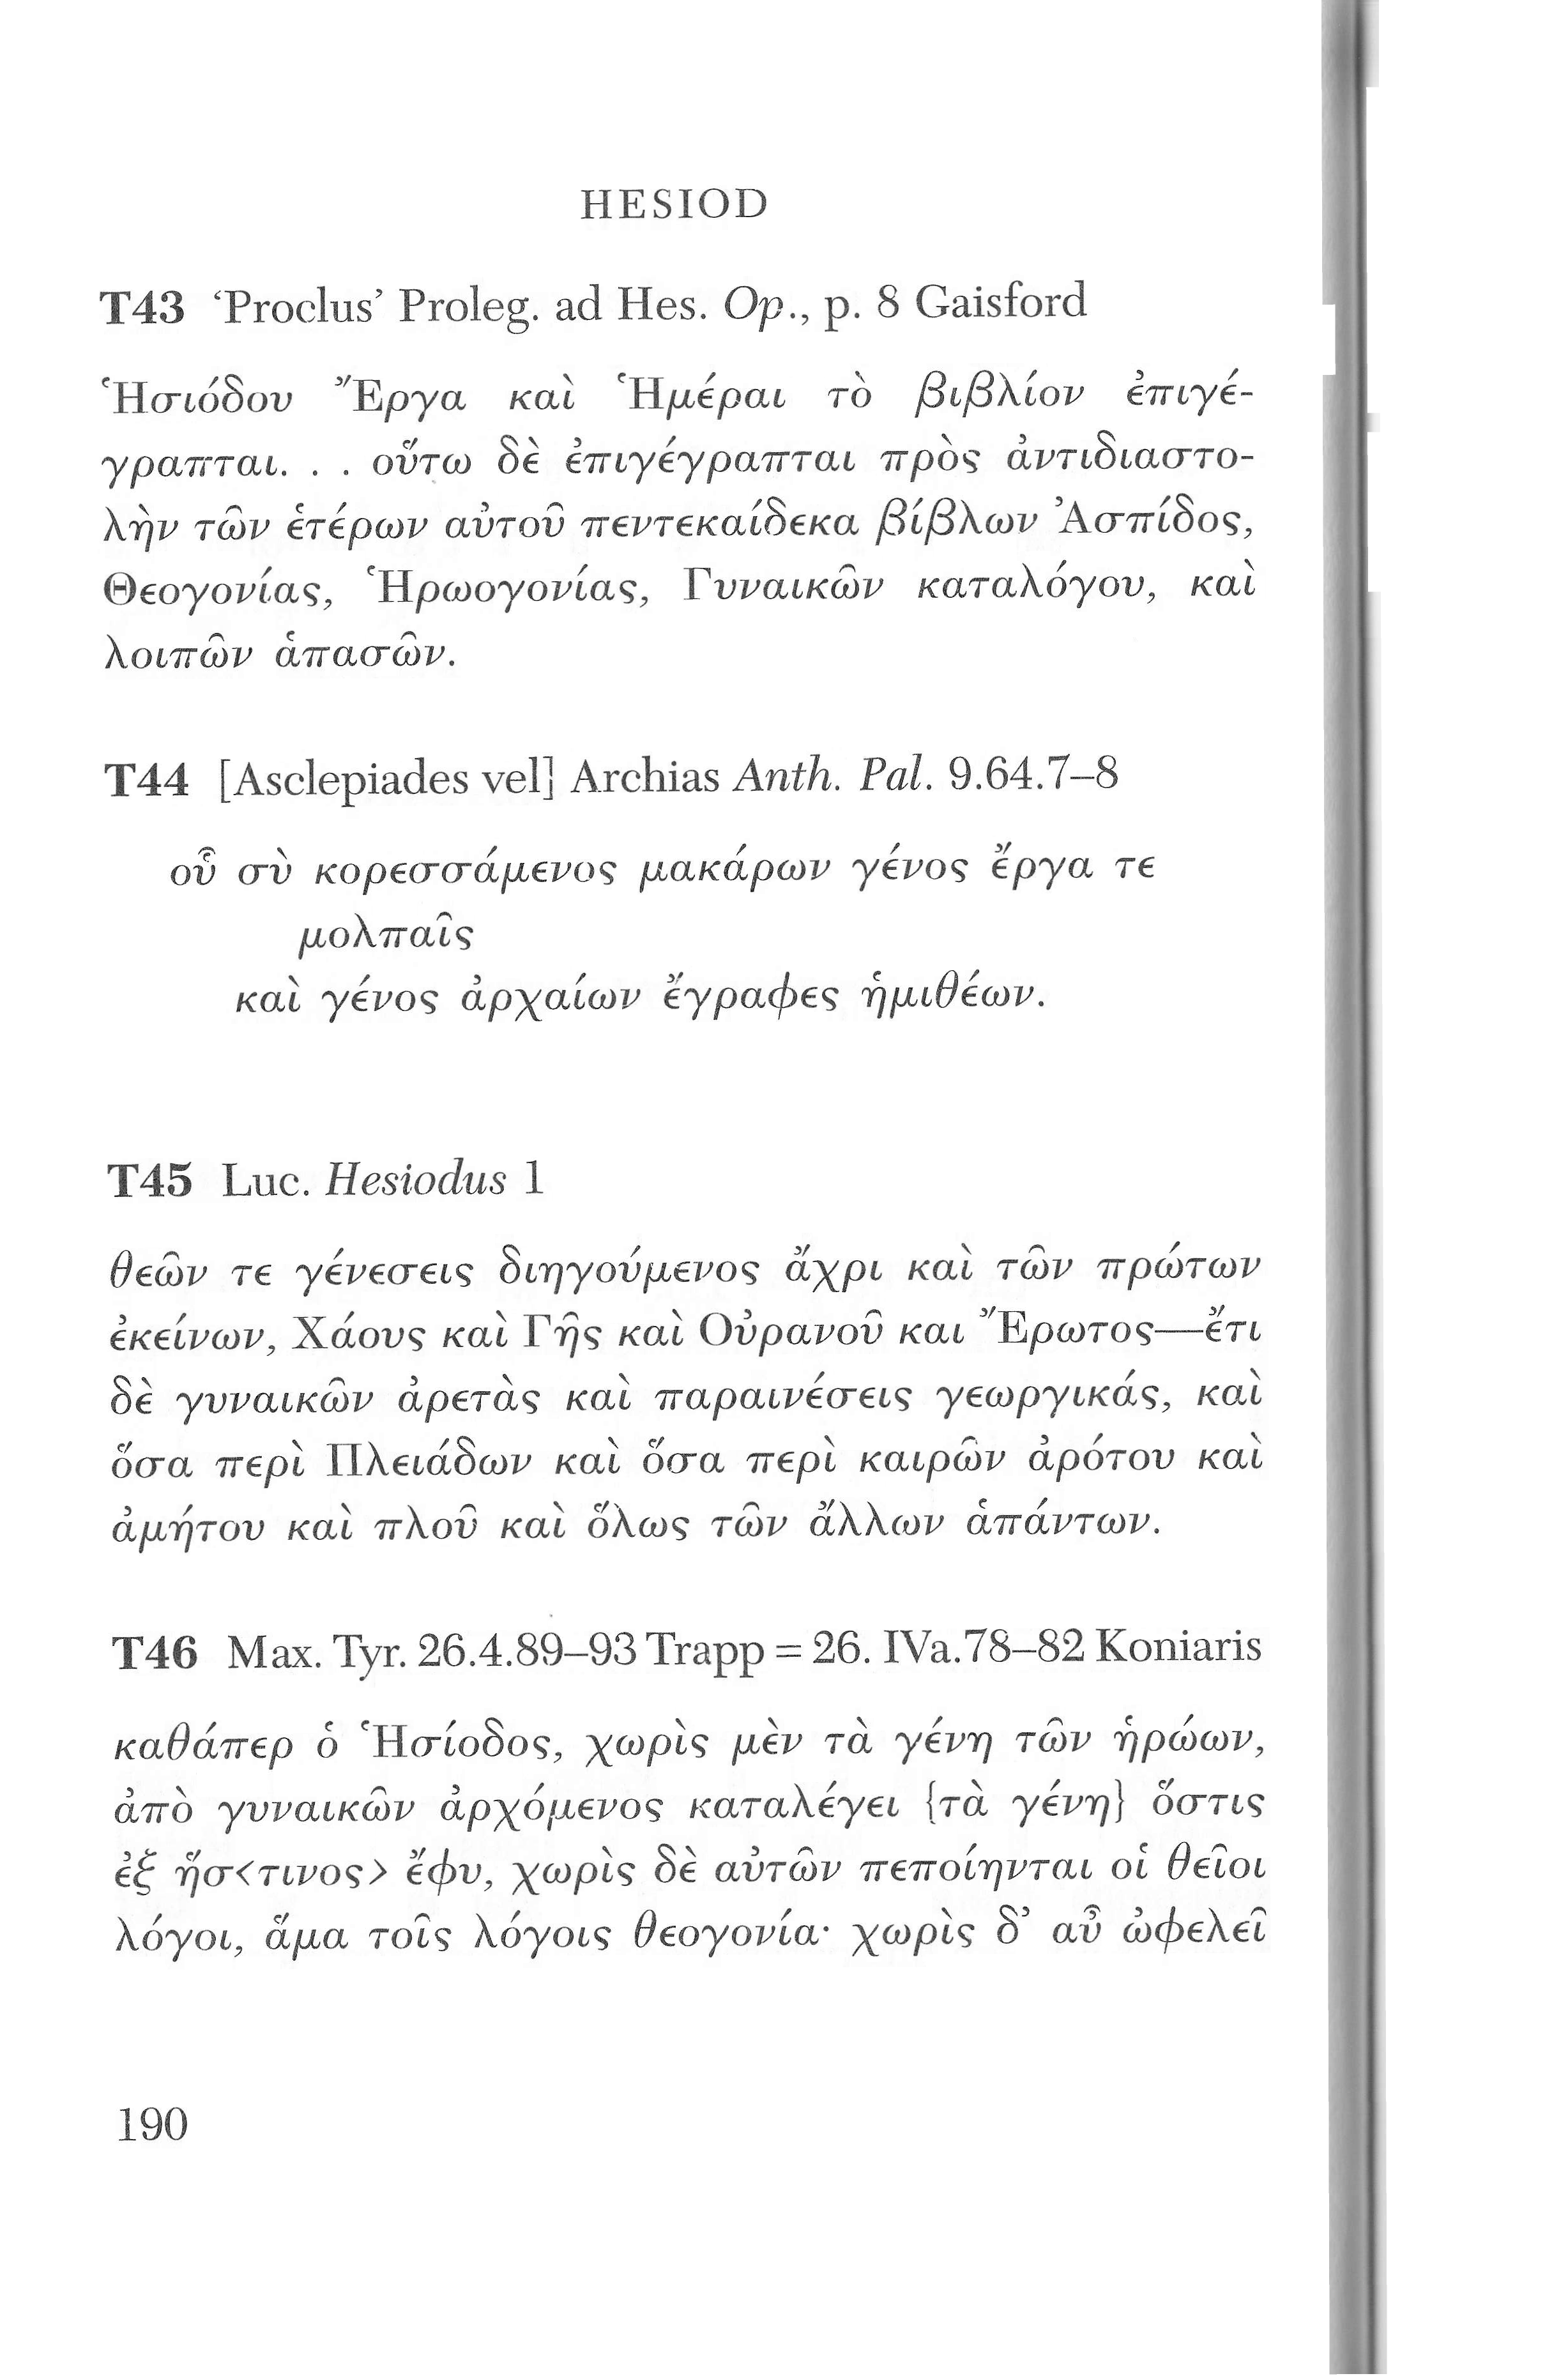 HESIOD
T43 ‘Proclus’ Proleg. ad Hes. Op., p. 8 Gaisford
Ἡσιόδου Ἔργα καὶ Ἡμέραι τὸ βιβλίον ἐπιγέ-
γραπται. . . οὕτω δὲ ἐπιγέγραπται πρὸς ἀντιδιαστο-
λὴν τῶν ἑτέρων αὐτοῦ πεντεκαίδεκα βίβλων Ἀσπίδος,
Θεογονίας, Ἡρωογονίας, Γυναικῶν καταλόγου, καὶ
λοιπῶν ἁπασῶν.
T44 [Asclepiades vel] Archias Anth. Pal. 9.64.7–8
οὗ σὺ κορεσσάμενος μακάρων γένος ἔργα τε
μολπαῖς
καὶ γένος ἀρχαίων ἔγραφες ἡμιθέων.
T45 Luc. Hesiodus 1
θεῶν τε γένεσεις διηγούμενος ἄχρι καὶ τῶν πρώτων
ἐκείνων, Χάους καὶ Γῆς καὶ Οὐρανοῦ και Ἔρωτος—ἔτι
δὲ γυναικῶν ἀρετὰς καὶ παραινέσεις γεωργικάς, καὶ
ὅσα περὶ Πλειάδων καὶ ὅσα περὶ καιρῶν ἀρότου καὶ
ἀμήτου καὶ πλοῦ καὶ ὅλως τῶν ἄλλων ἁπάντων.
T46 Max. Tyr. 26.4.89–93 Trapp = 26. IVa.78–82 Koniaris
καθάπερ ὁ Ἡσίοδος, χωρὶς μὲν τὰ γένη τῶν ἡρώων,
ἀπὸ γυναικῶν ἀρχόμενος καταλέγει {τὰ γένη} ὅστις
ἐξ ἧσ<τινος> ἔφυ, χωρὶς δὲ αὐτῶν πεποίηνται οἱ θεῖοι
λόγοι, ἅμα τοῖς λόγοις θεογονία· χωρὶς δ’ αὖ ὠφελεῖ
190